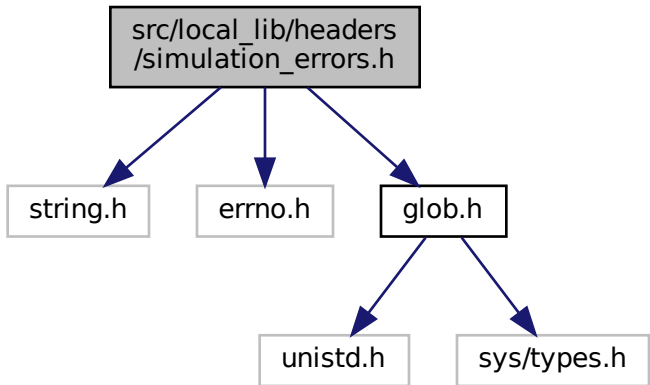 src/local_lib/headers
/simulation_errors.h
string.h
errno.h
glob.h
unistd.h
sys/types.h